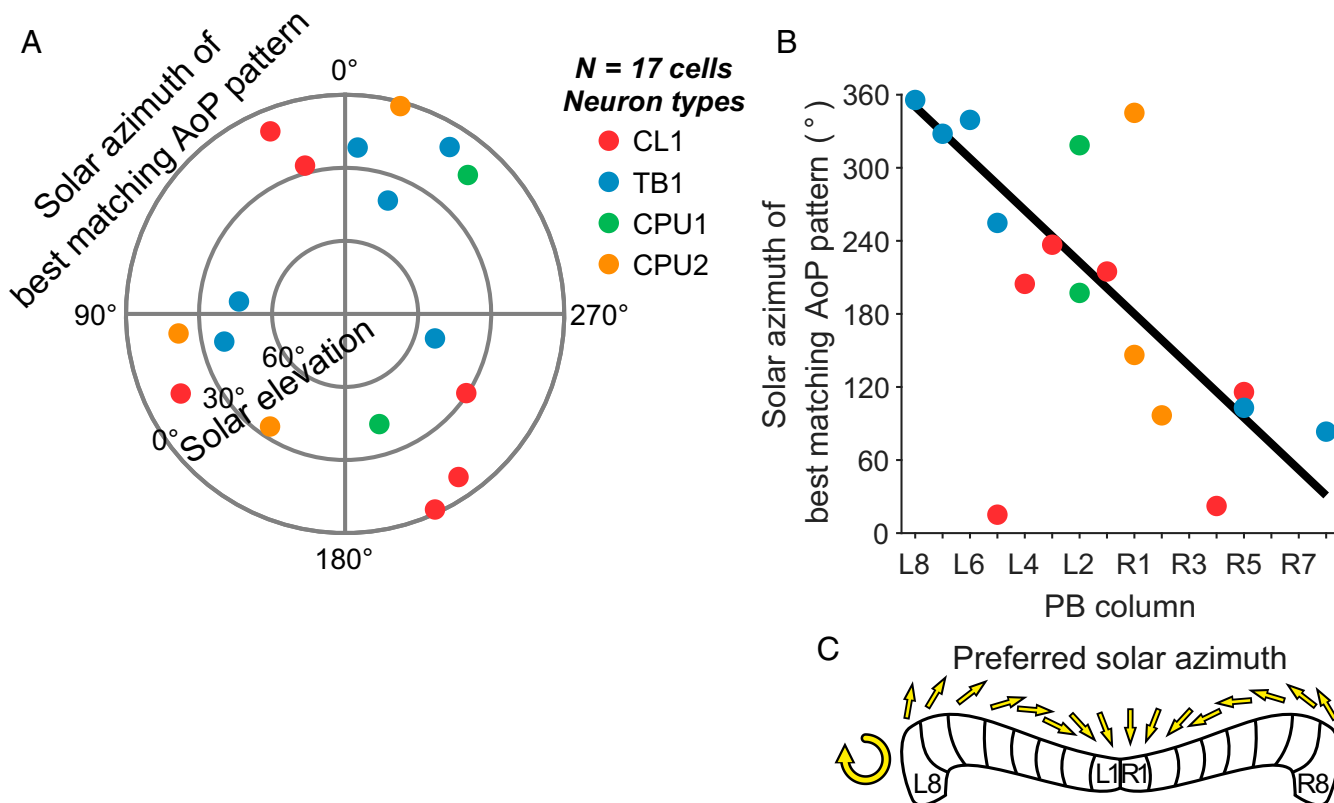 A
Solar azimuth of
best matching AoP pattern
0°
90°
270°
180°
60°
30°
0°
Solar elevation
N = 17 cells
Neuron types
CL1
TB1
CPU1
CPU2
B
Solar azimuth of
best matching AoP pattern (°)
360
300
240
180
120
60
0
L8 L6 L4 L2 R1 R3 R5 R7
PB column
C
Preferred solar azimuth
L8 L1 R1 R8